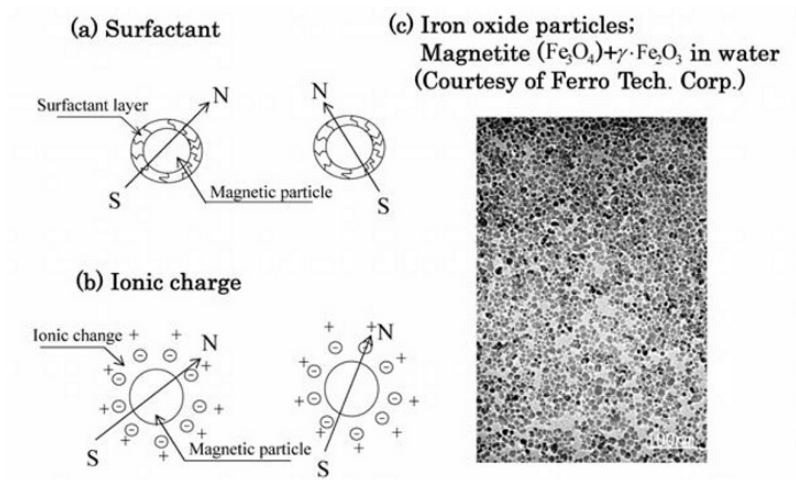 (a) Surfactant
Surfactant layer
N
N
S
Magnetic particle
S
(b) Ionic charge
Ionic change
+ + N
+ +N
S
Magnetic particle
S
(c) Iron oxide particles;
Magnetite (Fe₃O₄)+γ·Fe₂O₃ in water
(Courtesy of Ferro Tech. Corp.)